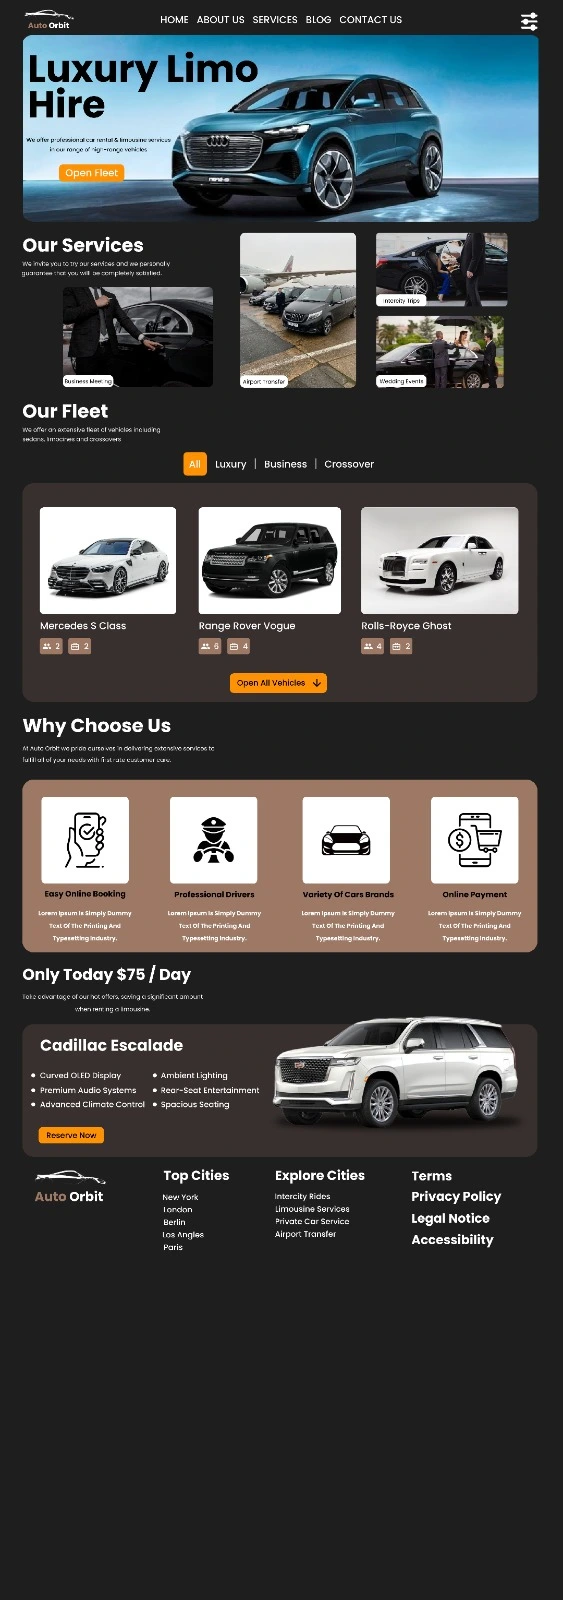 Auto Orbit
HOME ABOUT US SERVICES BLOG CONTACT US
Luxury Limo
Hire
We offer professional car rental & limousine services
in our range of high-range vehicles
Open Fleet
Our Services
We invite you to try our services and we personally
guarantee that you will be completely satisfied.
Business Meeting
Airport Transfer
Intercity Trips
Wedding Events
Our Fleet
We offer an extensive fleet of vehicles including
sedans, limocines and crossovers
All Luxury | Business | Crossover
Mercedes S Class
2 2
Range Rover Vogue
6 4
Rolls-Royce Ghost
4 2
Open All Vehicles
Why Choose Us
At Auto Orbit we pride ourselves in delivering extensive services to
fulfill all of your needs with first rate customer care.
Easy Online Booking
Lorem Ipsum Is Simply Dummy
Text Of The Printing And
Typesetting Industry.
Professional Drivers
Lorem Ipsum Is Simply Dummy
Text Of The Printing And
Typesetting Industry.
Variety Of Cars Brands
Lorem Ipsum Is Simply Dummy
Text Of The Printing And
Typesetting Industry.
Online Payment
Lorem Ipsum Is Simply Dummy
Text Of The Printing And
Typesetting Industry.
Only Today $75 / Day
Take advantage of our hot offers, saving a significant amount
when renting a limousine.
Cadillac Escalade
Curved OLED Display
Premium Audio Systems
Advanced Climate Control
Ambient Lighting
Rear-Seat Entertainment
Spacious Seating
Reserve Now
Auto Orbit
Top Cities
New York
London
Berlin
Los Angles
Paris
Explore Cities
Intercity Rides
Limousine Services
Private Car Service
Airport Transfer
Terms
Privacy Policy
Legal Notice
Accessibility